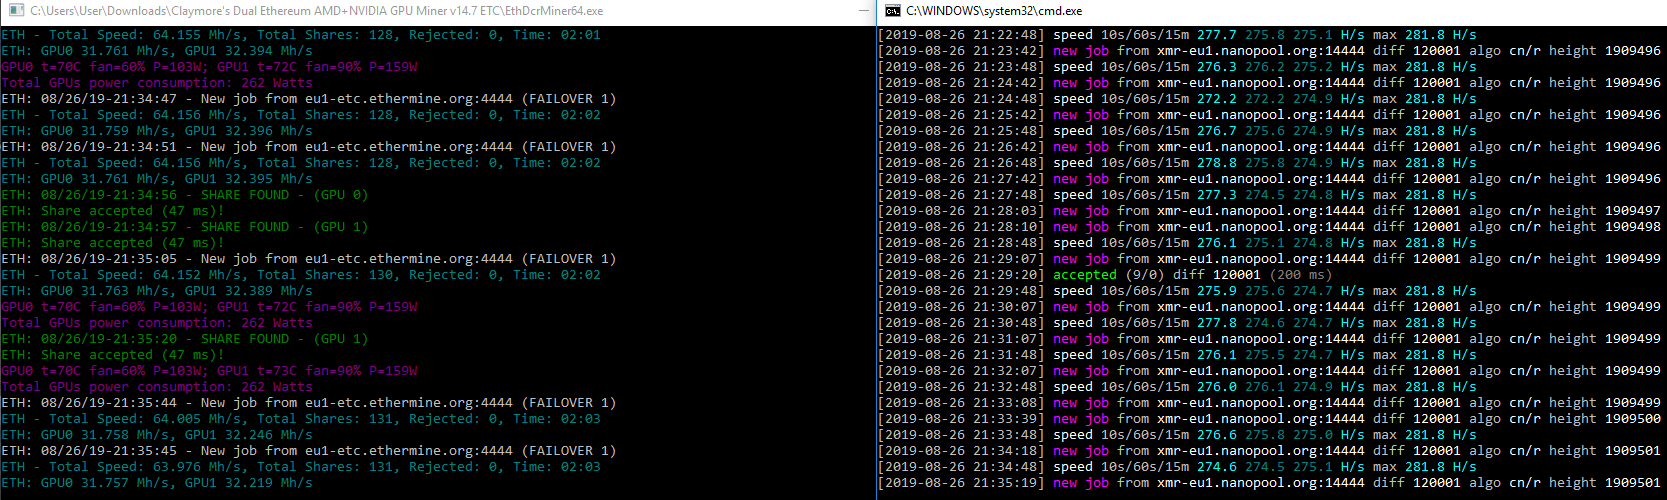 C:\Users\User\Downloads\Claymore's Dual Ethereum AMD+NVIDIA GPU Miner v14.7 ETC\EthDcrMiner64.exe
ETH - Total Speed: 64.155 Mh/s, Total Shares: 128, Rejected: 0, Time: 02:01
ETH: GPU0 31.761 Mh/s, GPU1 32.394 Mh/s
GPU0 t=70C fan=60% P=103W; GPU1 t=72C fan=90% P=159W
Total GPUs power consumption: 262 Watts
ETH: 08/26/19-21:34:47 - New job from eu1-etc.ethermine.org:4444 (FAILOVER 1)
ETH - Total Speed: 64.156 Mh/s, Total Shares: 128, Rejected: 0, Time: 02:02
ETH: GPU0 31.759 Mh/s, GPU1 32.396 Mh/s
ETH: 08/26/19-21:34:51 - New job from eu1-etc.ethermine.org:4444 (FAILOVER 1)
ETH - Total Speed: 64.156 Mh/s, Total Shares: 128, Rejected: 0, Time: 02:02
ETH: GPU0 31.761 Mh/s, GPU1 32.395 Mh/s
ETH: 08/26/19-21:34:56 - SHARE FOUND - (GPU 0)
ETH: Share accepted (47 ms)!
ETH: 08/26/19-21:34:57 - SHARE FOUND - (GPU 1)
ETH: Share accepted (47 ms)!
ETH: 08/26/19-21:35:05 - New job from eu1-etc.ethermine.org:4444 (FAILOVER 1)
ETH - Total Speed: 64.152 Mh/s, Total Shares: 130, Rejected: 0, Time: 02:02
ETH: GPU0 31.763 Mh/s, GPU1 32.389 Mh/s
GPU0 t=70C fan=60% P=103W; GPU1 t=72C fan=90% P=159W
Total GPUs power consumption: 262 Watts
ETH: 08/26/19-21:35:20 - SHARE FOUND - (GPU 1)
ETH: Share accepted (47 ms)!
GPU0 t=70C fan=60% P=103W; GPU1 t=73C fan=90% P=159W
Total GPUs power consumption: 262 Watts
ETH: 08/26/19-21:35:44 - New job from eu1-etc.ethermine.org:4444 (FAILOVER 1)
ETH - Total Speed: 64.005 Mh/s, Total Shares: 131, Rejected: 0, Time: 02:03
ETH: GPU0 31.758 Mh/s, GPU1 32.246 Mh/s
ETH: 08/26/19-21:35:45 - New job from eu1-etc.ethermine.org:4444 (FAILOVER 1)
ETH - Total Speed: 63.976 Mh/s, Total Shares: 131, Rejected: 0, Time: 02:03
ETH: GPU0 31.757 Mh/s, GPU1 32.219 Mh/s
C:\WINDOWS\system32\cmd.exe
[2019-08-26 21:22:48] speed 10s/60s/15m 277.7 275.8 275.1 H/s max 281.8 H/s
[2019-08-26 21:23:42] new job from xmr-eu1.nanopool.org:14444 diff 120001 algo cn/r height 1909496
[2019-08-26 21:23:48] speed 10s/60s/15m 276.3 276.2 275.2 H/s max 281.8 H/s
[2019-08-26 21:24:42] new job from xmr-eu1.nanopool.org:14444 diff 120001 algo cn/r height 1909496
[2019-08-26 21:24:48] speed 10s/60s/15m 272.2 272.2 274.9 H/s max 281.8 H/s
[2019-08-26 21:25:42] new job from xmr-eu1.nanopool.org:14444 diff 120001 algo cn/r height 1909496
[2019-08-26 21:25:48] speed 10s/60s/15m 276.7 275.6 274.9 H/s max 281.8 H/s
[2019-08-26 21:26:42] new job from xmr-eu1.nanopool.org:14444 diff 120001 algo cn/r height 1909496
[2019-08-26 21:26:48] speed 10s/60s/15m 278.8 275.8 274.9 H/s max 281.8 H/s
[2019-08-26 21:27:42] new job from xmr-eu1.nanopool.org:14444 diff 120001 algo cn/r height 1909496
[2019-08-26 21:27:48] speed 10s/60s/15m 277.3 274.5 274.8 H/s max 281.8 H/s
[2019-08-26 21:28:03] new job from xmr-eu1.nanopool.org:14444 diff 120001 algo cn/r height 1909497
[2019-08-26 21:28:10] new job from xmr-eu1.nanopool.org:14444 diff 120001 algo cn/r height 1909498
[2019-08-26 21:28:48] speed 10s/60s/15m 276.1 275.1 274.8 H/s max 281.8 H/s
[2019-08-26 21:29:07] new job from xmr-eu1.nanopool.org:14444 diff 120001 algo cn/r height 1909499
[2019-08-26 21:29:20] accepted (9/0) diff 120001 (200 ms)
[2019-08-26 21:29:48] speed 10s/60s/15m 275.9 275.6 274.7 H/s max 281.8 H/s
[2019-08-26 21:30:07] new job from xmr-eu1.nanopool.org:14444 diff 120001 algo cn/r height 1909499
[2019-08-26 21:30:48] speed 10s/60s/15m 277.8 274.6 274.7 H/s max 281.8 H/s
[2019-08-26 21:31:07] new job from xmr-eu1.nanopool.org:14444 diff 120001 algo cn/r height 1909499
[2019-08-26 21:31:48] speed 10s/60s/15m 276.1 275.5 274.7 H/s max 281.8 H/s
[2019-08-26 21:32:07] new job from xmr-eu1.nanopool.org:14444 diff 120001 algo cn/r height 1909499
[2019-08-26 21:32:48] speed 10s/60s/15m 276.0 276.1 274.9 H/s max 281.8 H/s
[2019-08-26 21:33:08] new job from xmr-eu1.nanopool.org:14444 diff 120001 algo cn/r height 1909499
[2019-08-26 21:33:39] new job from xmr-eu1.nanopool.org:14444 diff 120001 algo cn/r height 1909500
[2019-08-26 21:33:48] speed 10s/60s/15m 276.6 275.8 275.0 H/s max 281.8 H/s
[2019-08-26 21:34:18] new job from xmr-eu1.nanopool.org:14444 diff 120001 algo cn/r height 1909501
[2019-08-26 21:34:48] speed 10s/60s/15m 274.6 274.5 275.1 H/s max 281.8 H/s
[2019-08-26 21:35:19] new job from xmr-eu1.nanopool.org:14444 diff 120001 algo cn/r height 1909501